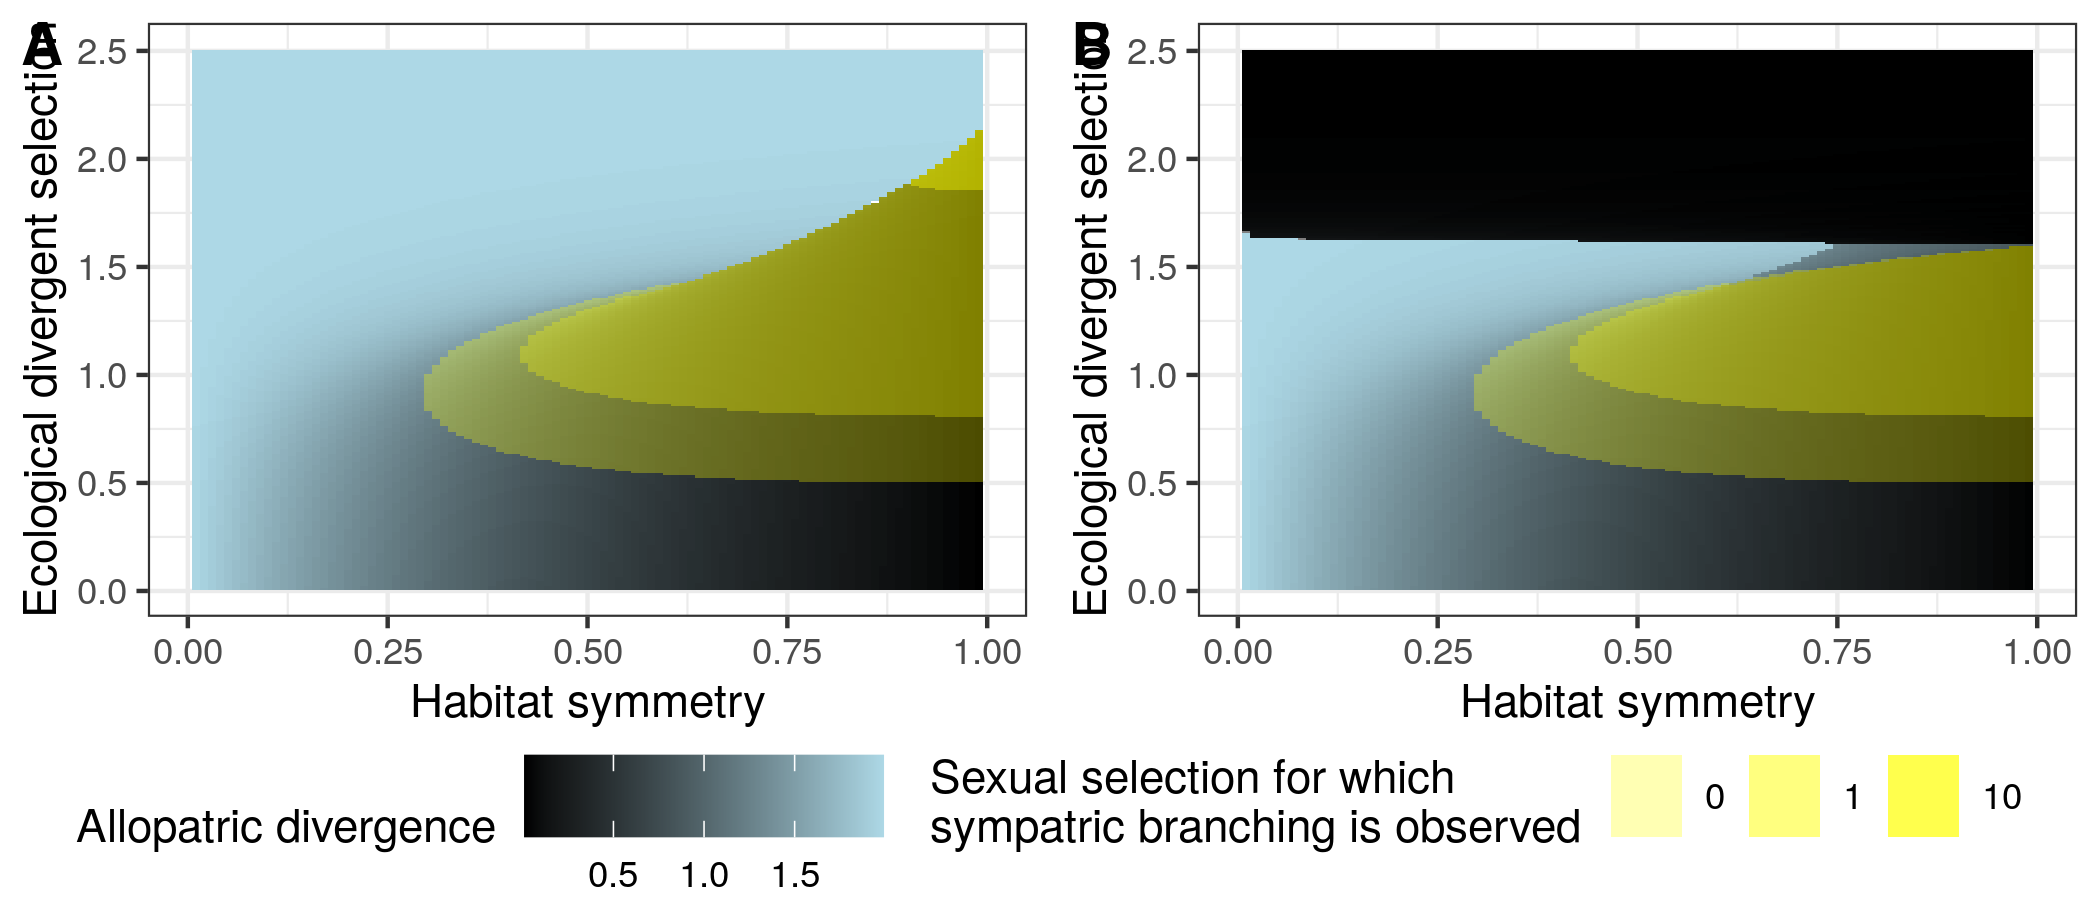 A
B
Ecological divergent selection
2.5
2.0
1.5
1.0
0.5
0.0
0.00 0.25 0.50 0.75 1.00
Habitat symmetry
Ecological divergent selection
2.5
2.0
1.5
1.0
0.5
0.0
0.00 0.25 0.50 0.75 1.00
Habitat symmetry
Allopatric divergence
0.5 1.0 1.5
Sexual selection for which
sympatric branching is observed
0 1 10